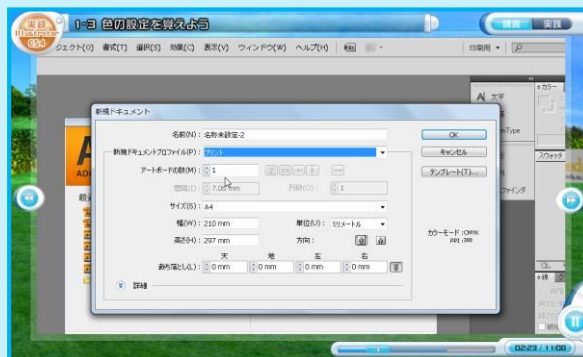 実践
Illustrator
CS4
1-3 色の設定を覚えよう
講義 実践
ジェクト(O) 書式(T) 選択(S) 効果(C) 表示(V) ウィンドウ(W) ヘルプ(H)
印刷用
カラー
文字
スウォッチ
新規ドキュメント
名前(N): 名称未設定-2
OK
新規ドキュメントプロファイル(P): プリント
キャンセル
アートボードの数(M): 1
テンプレート(T)...
間隔(I): 7.06 mm 列数(O): 1
サイズ(S): A4
幅(W): 210 mm 単位(U): ミリメートル
高さ(H): 297 mm 方向:
カラーモード:CMYK
PPI:300
天 地 左 右
裁ち落とし(L): 0 mm 0 mm 0 mm 0 mm
詳細
線
02:23 / 11:00